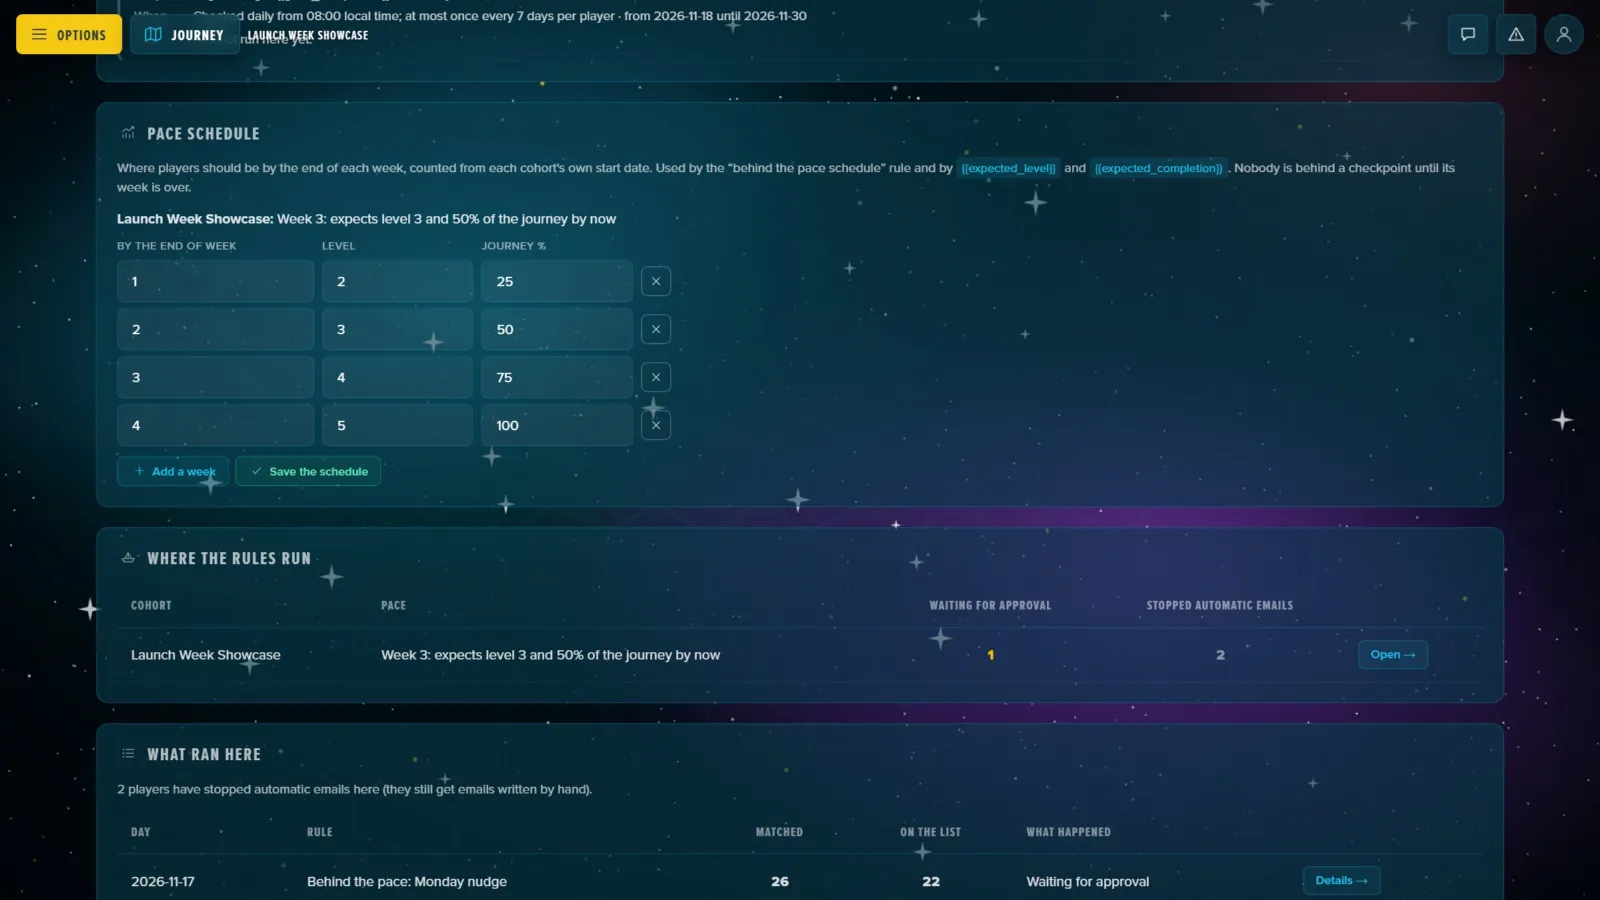 Checked daily from 08:00 local time; at most once every 7 days per player · from 2026-11-18 until 2026-11-30
OPTIONS
JOURNEY
LAUNCH WEEK SHOWCASE
run here yet.
PACE SCHEDULE
Where players should be by the end of each week, counted from each cohort's own start date. Used by the “behind the pace schedule” rule and by {{expected_level}} and {{expected_completion}} . Nobody is behind a checkpoint until its
week is over.
Launch Week Showcase: Week 3: expects level 3 and 50% of the journey by now
BY THE END OF WEEK LEVEL JOURNEY %
1 2 25
2 3 50
3 4 75
4 5 100
+ Add a week
Save the schedule
WHERE THE RULES RUN
COHORT PACE WAITING FOR APPROVAL STOPPED AUTOMATIC EMAILS
Launch Week Showcase Week 3: expects level 3 and 50% of the journey by now 1 2 Open →
WHAT RAN HERE
2 players have stopped automatic emails here (they still get emails written by hand).
DAY RULE MATCHED ON THE LIST WHAT HAPPENED
2026-11-17 Behind the pace: Monday nudge 26 22 Waiting for approval Details →